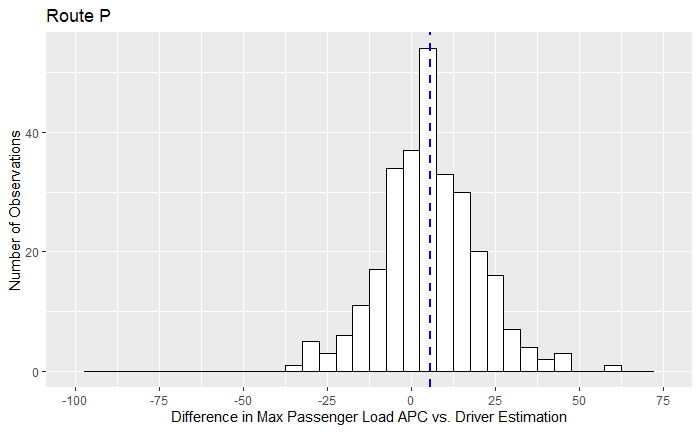 Route P
Number of Observations
40
20
0
-100 -75 -50 -25 0 25 50 75
Difference in Max Passenger Load APC vs. Driver Estimation